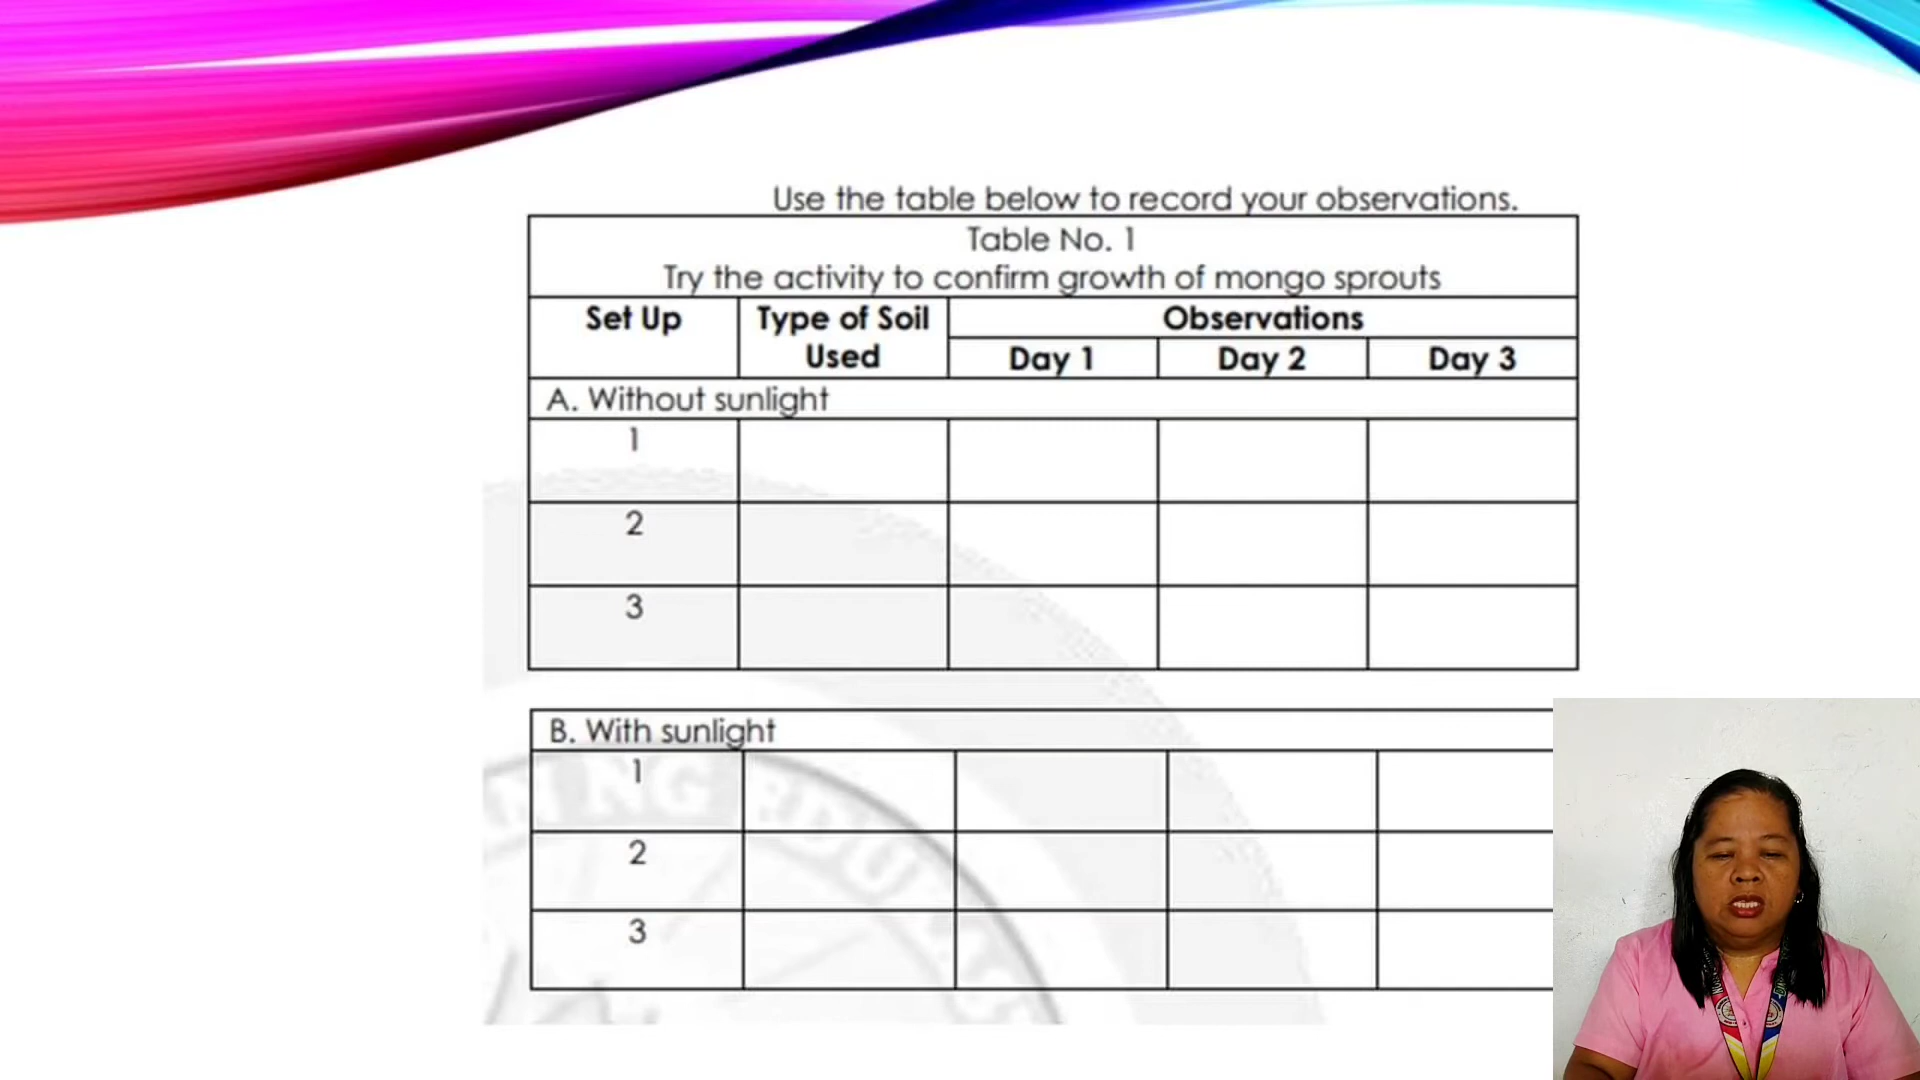 Use the table below to record your observations.
Table No. 1
Try the activity to confirm growth of mongo sprouts
Set Up
Type of Soil
Used
Observations
Day 1
Day 2
Day 3
A. Without sunlight
1
2
3
B. With sunlight
1
2
3